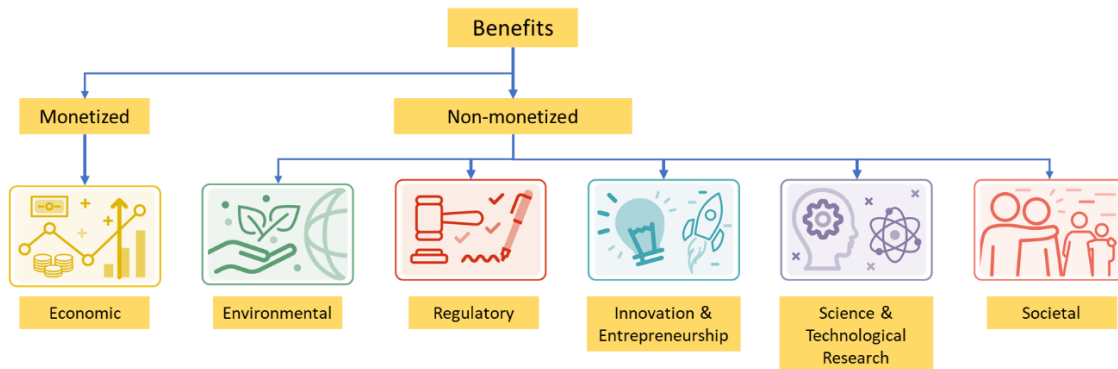 Benefits
Monetized
Non-monetized
Economic
Environmental
Regulatory
Innovation &
Entrepreneurship
Science &
Technological
Research
Societal